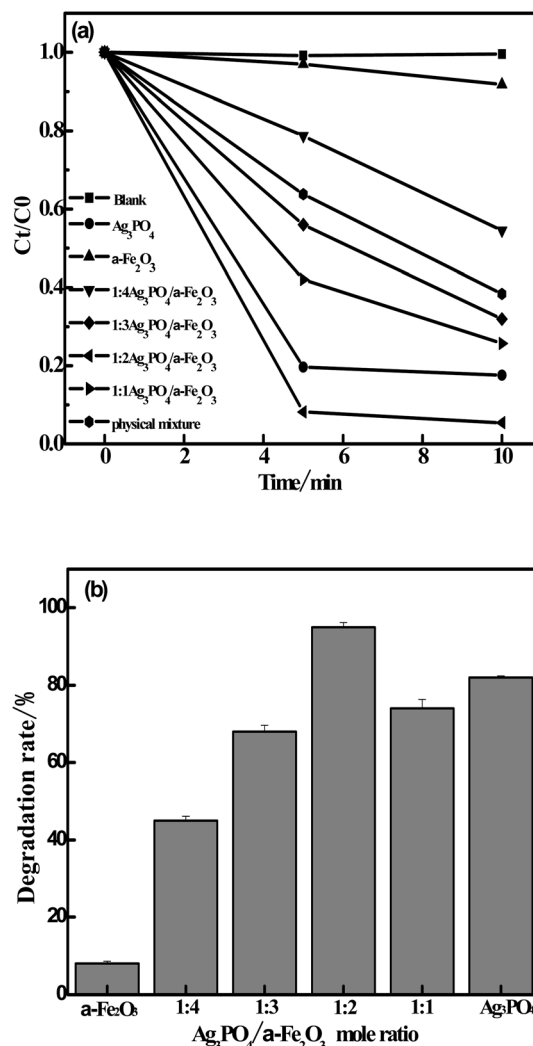 (a)
1.0
0.8
0.6
0.4
0.2
0.0
Ct/C0
Blank
Ag₃PO₄
a-Fe₂O₃
1:4Ag₃PO₄/a-Fe₂O₃
1:3Ag₃PO₄/a-Fe₂O₃
1:2Ag₃PO₄/a-Fe₂O₃
1:1Ag₃PO₄/a-Fe₂O₃
physical mixture
0 2 4 6 8 10
Time/min
(b)
100
80
60
40
20
0
Degradation rate/%
a-Fe₂O₃ 1:4 1:3 1:2 1:1 Ag₃PO₄
Ag₃PO₄/a-Fe₂O₃ mole ratio